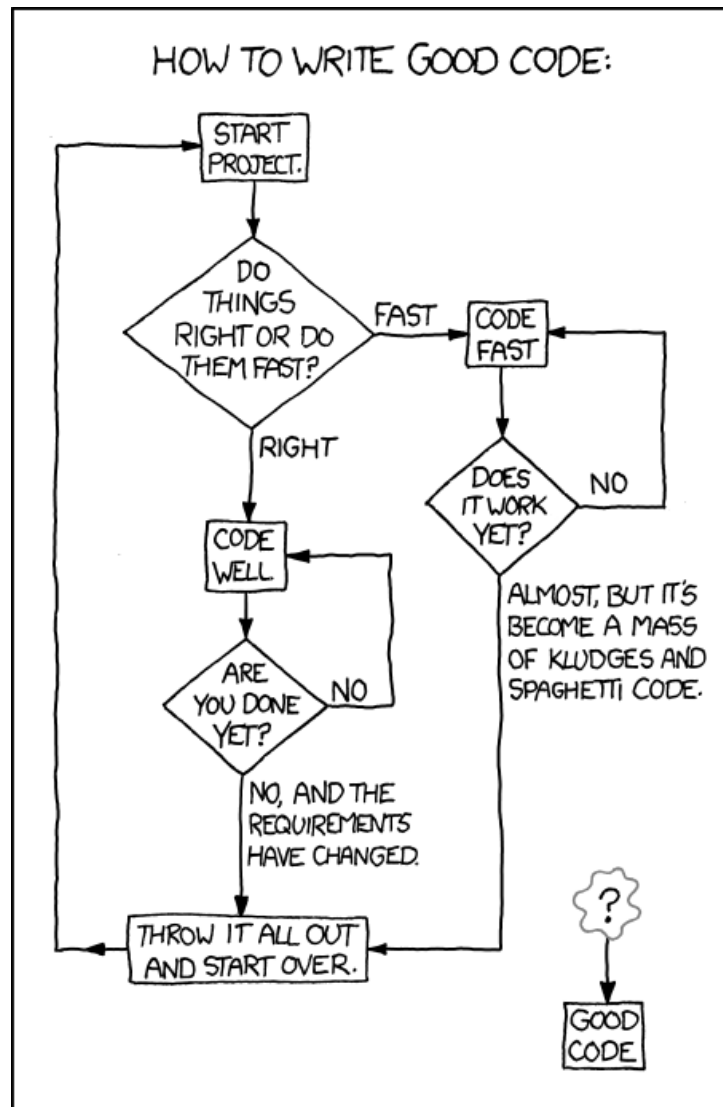 HOW TO WRITE GOOD CODE:
START
PROJECT.
DO
THINGS
RIGHT OR DO
THEM FAST?
FAST
CODE
FAST
RIGHT
DOES
IT WORK
YET?
NO
CODE
WELL.
ALMOST, BUT IT'S
BECOME A MASS
OF KLUDGES AND
SPAGHETTI CODE.
ARE
YOU DONE
YET?
NO
NO, AND THE
REQUIREMENTS
HAVE CHANGED.
THROW IT ALL OUT
AND START OVER.
?
GOOD
CODE